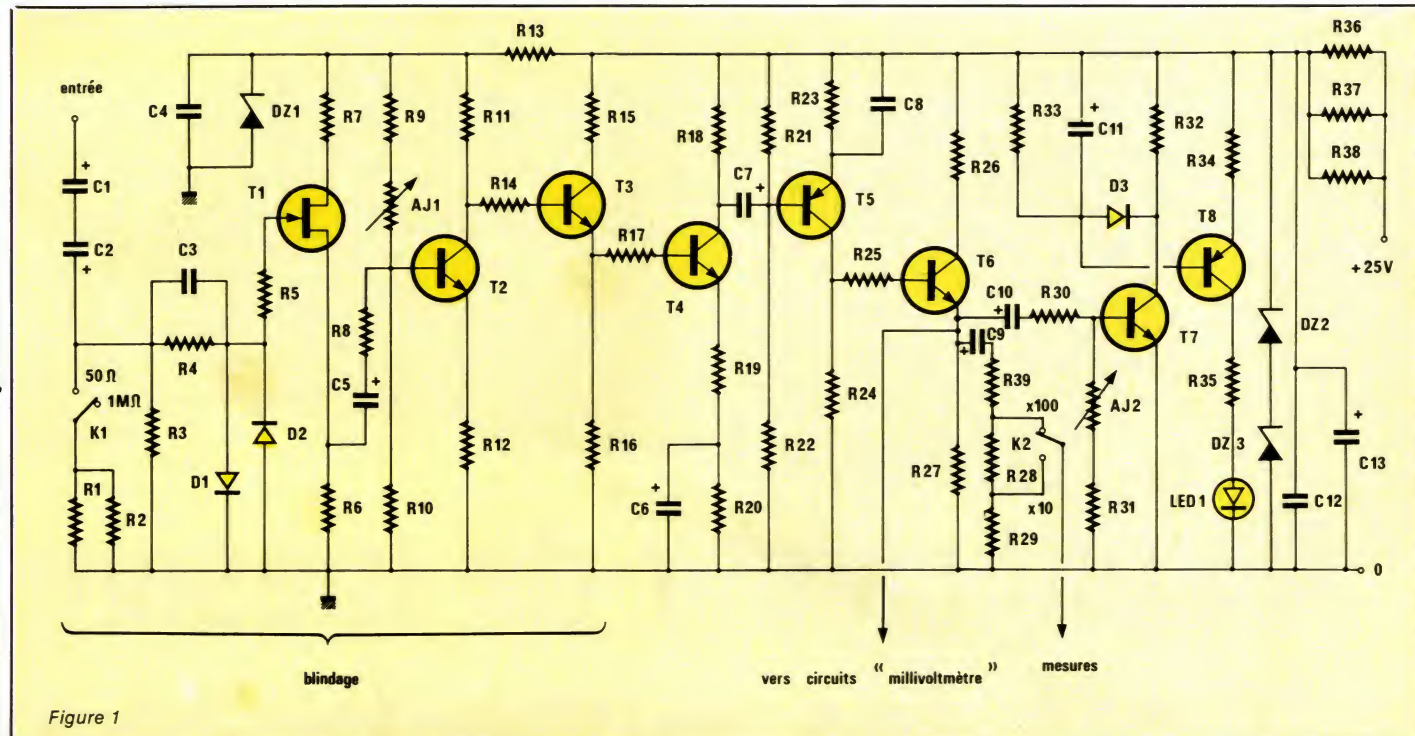 R13
R36
entrée
R37
R38
C4
DZ1
R7
R9
R11
R15
R18
R21
R23
C8
R33
C11
R32
R34
+
C1
C2
+
T1
AJ1
R14
T3
C7
+
T5
R26
D3
T8
+ 25V
C3
R5
T2
R17
T4
R25
T6
C10
+
R30
T7
DZ2
R4
R8
C5
+
C9
+
50 Ω
1MΩ
K1
R19
R24
R39
x100
AJ2
R35
R3
D2
R12
R16
R22
R27
K2
R28
DZ 3
+
C13
R1
R2
D1
R6
R10
+
C6
R20
x10
R29
R31
LED 1
C12
0
blindage
vers circuits « millivoltmètre »
mesures
Figure 1